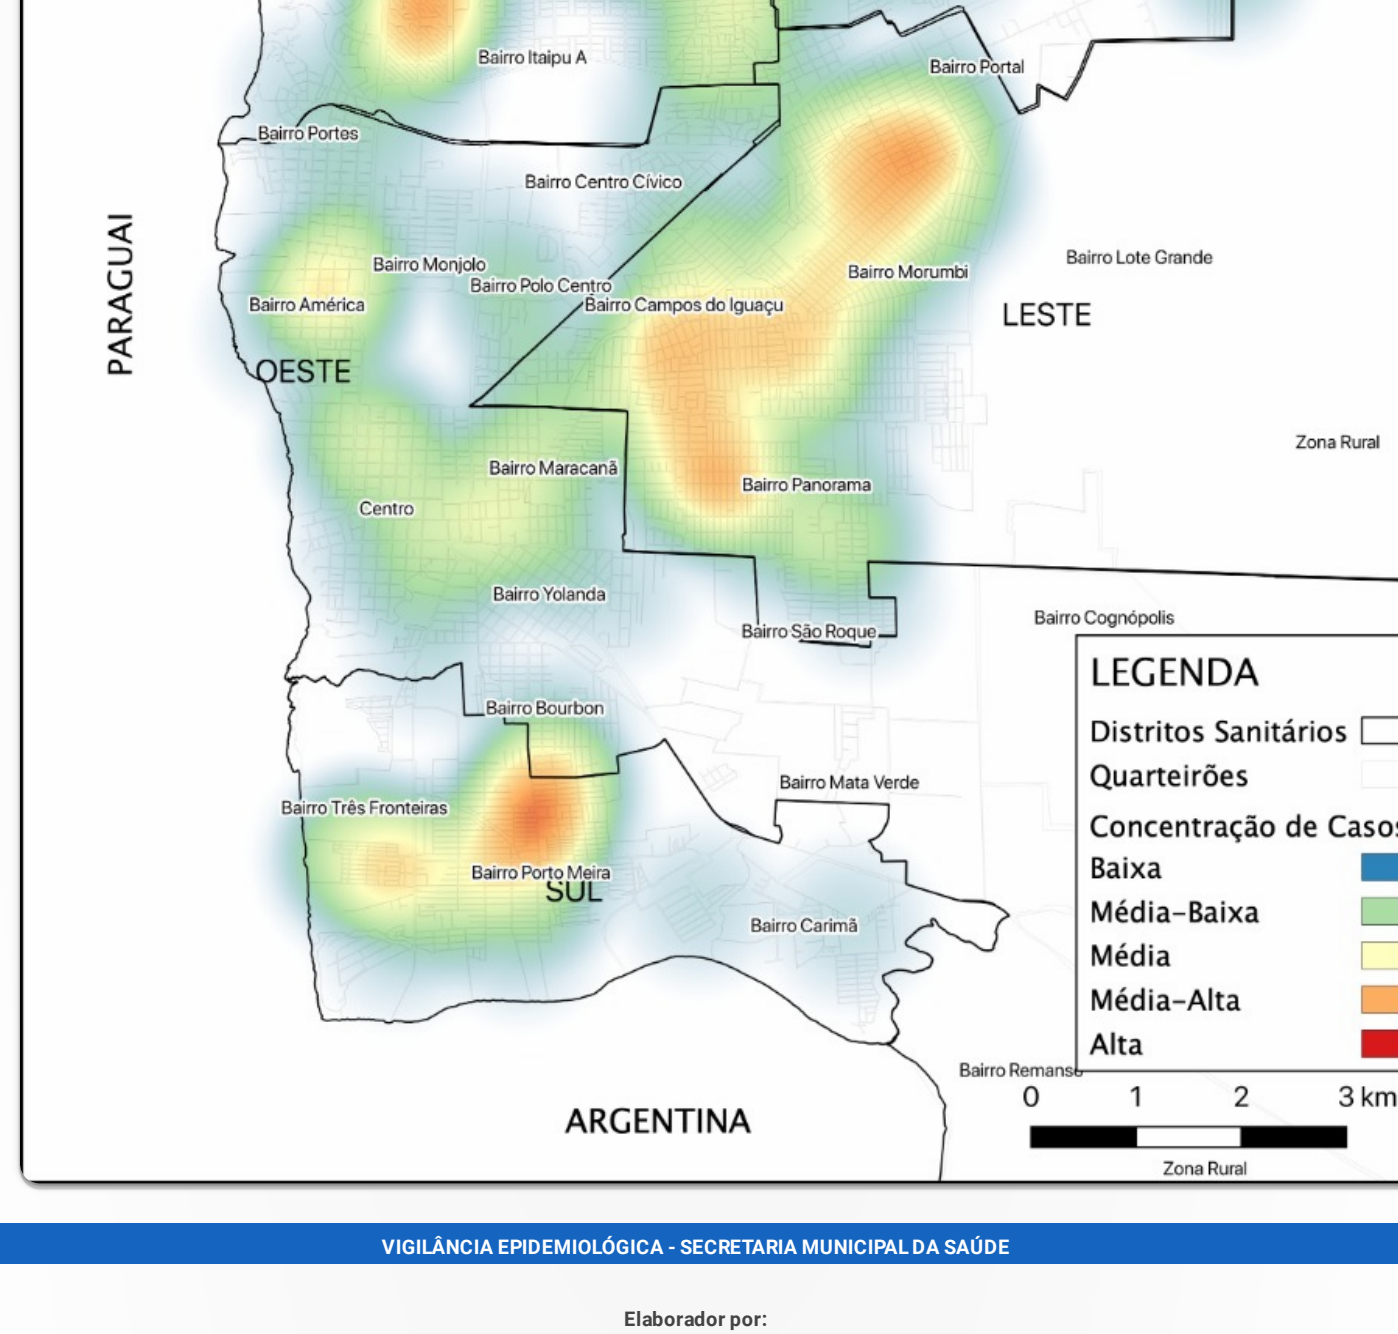 Bairro Itaipu A
Bairro Portal
Bairro Portes
Bairro Centro Cívico
PARAGUAI
Bairro Monjolo
Bairro Polo Centro
Bairro América
Bairro Campos do Iguaçu
Bairro Morumbi
Bairro Lote Grande
LESTE
OESTE
Zona Rural
Bairro Maracanã
Bairro Panorama
Centro
Bairro Yolanda
Bairro São Roque
Bairro Cognópolis
Bairro Bourbon
Bairro Mata Verde
Bairro Três Fronteiras
Bairro Porto Meira
SUL
Bairro Carimã
LEGENDA
Distritos Sanitários
Quarteirões
Concentração de Casos
Baixa
Média-Baixa
Média
Média-Alta
Alta
Bairro Remanso
0 1 2 3 km
ARGENTINA
Zona Rural
VIGILÂNCIA EPIDEMIOLÓGICA - SECRETARIA MUNICIPAL DA SAÚDE
Elaborador por: